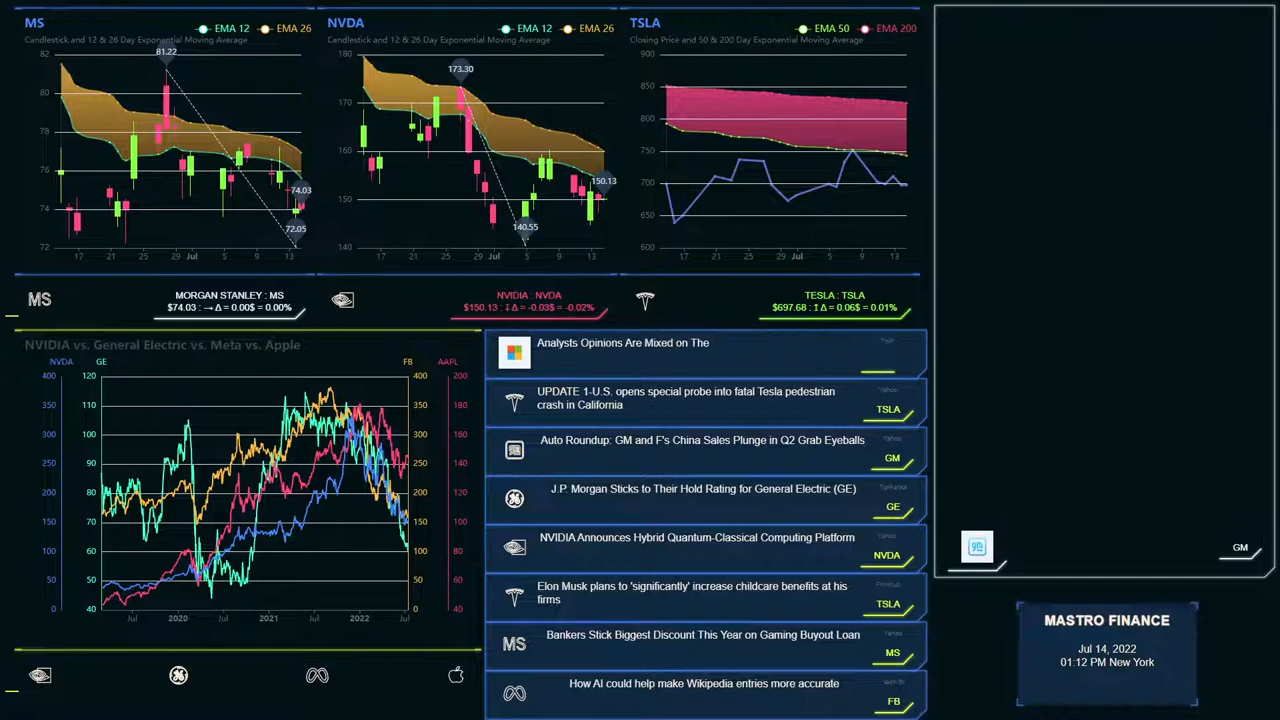 MS
EMA 12
EMA 26
Candlestick and 12 & 26 Day Exponential Moving Average
82
80
78
76
74
72
81.22
74.03
72.05
17
21
25
29
Jul
5
9
13
NVDA
EMA 12
EMA 26
Candlestick and 12 & 26 Day Exponential Moving Average
180
170
160
150
140
173.30
150.13
140.55
17
21
25
29
Jul
5
9
13
TSLA
EMA 50
EMA 200
Closing Price and 50 & 200 Day Exponential Moving Average
900
850
800
750
700
650
600
17
21
25
29
Jul
5
9
13
MS
MORGAN STANLEY : MS
$74.03 : → Δ = 0.00$ = 0.00%
NVIDIA : NVDA
$150.13 : ↧ Δ = -0.03$ = -0.02%
TESLA : TSLA
$697.68 : ↥ Δ = 0.06$ = 0.01%
NVIDIA vs. General Electric vs. Meta vs. Apple
NVDA
GE
FB
AAPL
400
350
300
250
200
150
100
50
0
120
110
100
90
80
70
60
50
40
400
350
300
250
200
150
100
50
0
200
180
160
140
120
100
80
60
40
Jul
2020
Jul
2021
Jul
2022
Jul
Analysts Opinions Are Mixed on The
UPDATE 1-U.S. opens special probe into fatal Tesla pedestrian
crash in California
Yahoo
TSLA
Auto Roundup: GM and F's China Sales Plunge in Q2 Grab Eyeballs
Yahoo
GM
J.P. Morgan Sticks to Their Hold Rating for General Electric (GE)
GE
NVIDIA Announces Hybrid Quantum-Classical Computing Platform
Yahoo
NVDA
Elon Musk plans to 'significantly' increase childcare benefits at his
firms
TSLA
MS
Bankers Stick Biggest Discount This Year on Gaming Buyout Loan
Yahoo
MS
How AI could help make Wikipedia entries more accurate
FB
gm
GM
MASTRO FINANCE
Jul 14, 2022
01:12 PM New York